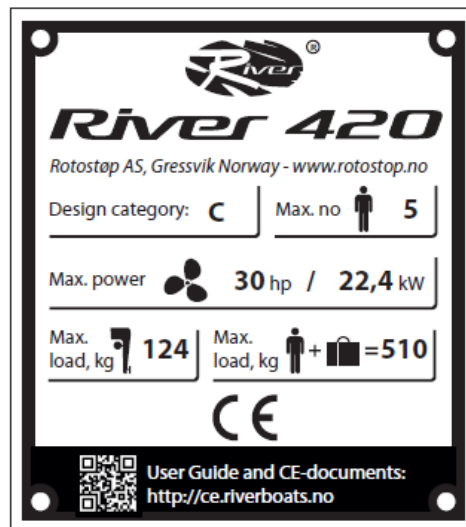 River ®
River 420
Rotostøp AS, Gressvik Norway - www.rotostop.no
Design category: C Max. no 5
Max. power 30 hp / 22,4 kW
Max. load, kg 124 Max. load, kg + = 510
CE
User Guide and CE-documents:
http://ce.riverboats.no